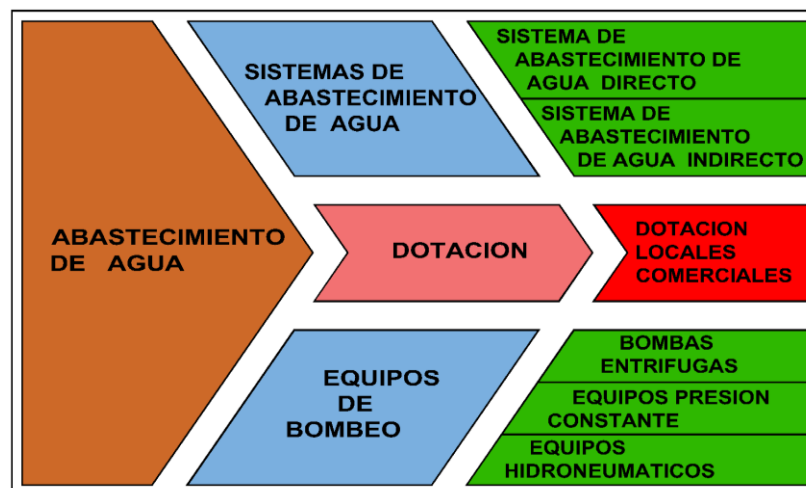 ABASTECIMIENTO
DE AGUA
SISTEMAS DE
ABASTECIMIENTO
DE AGUA
SISTEMA DE
ABASTECIMIENTO DE
AGUA DIRECTO
SISTEMA DE
ABASTECIMIENTO
DE AGUA INDIRECTO
DOTACION
DOTACION
LOCALES
COMERCIALES
EQUIPOS
DE
BOMBEO
BOMBAS
ENTRIFUGAS
EQUIPOS PRESION
CONSTANTE
EQUIPOS
HIDRONEUMATICOS